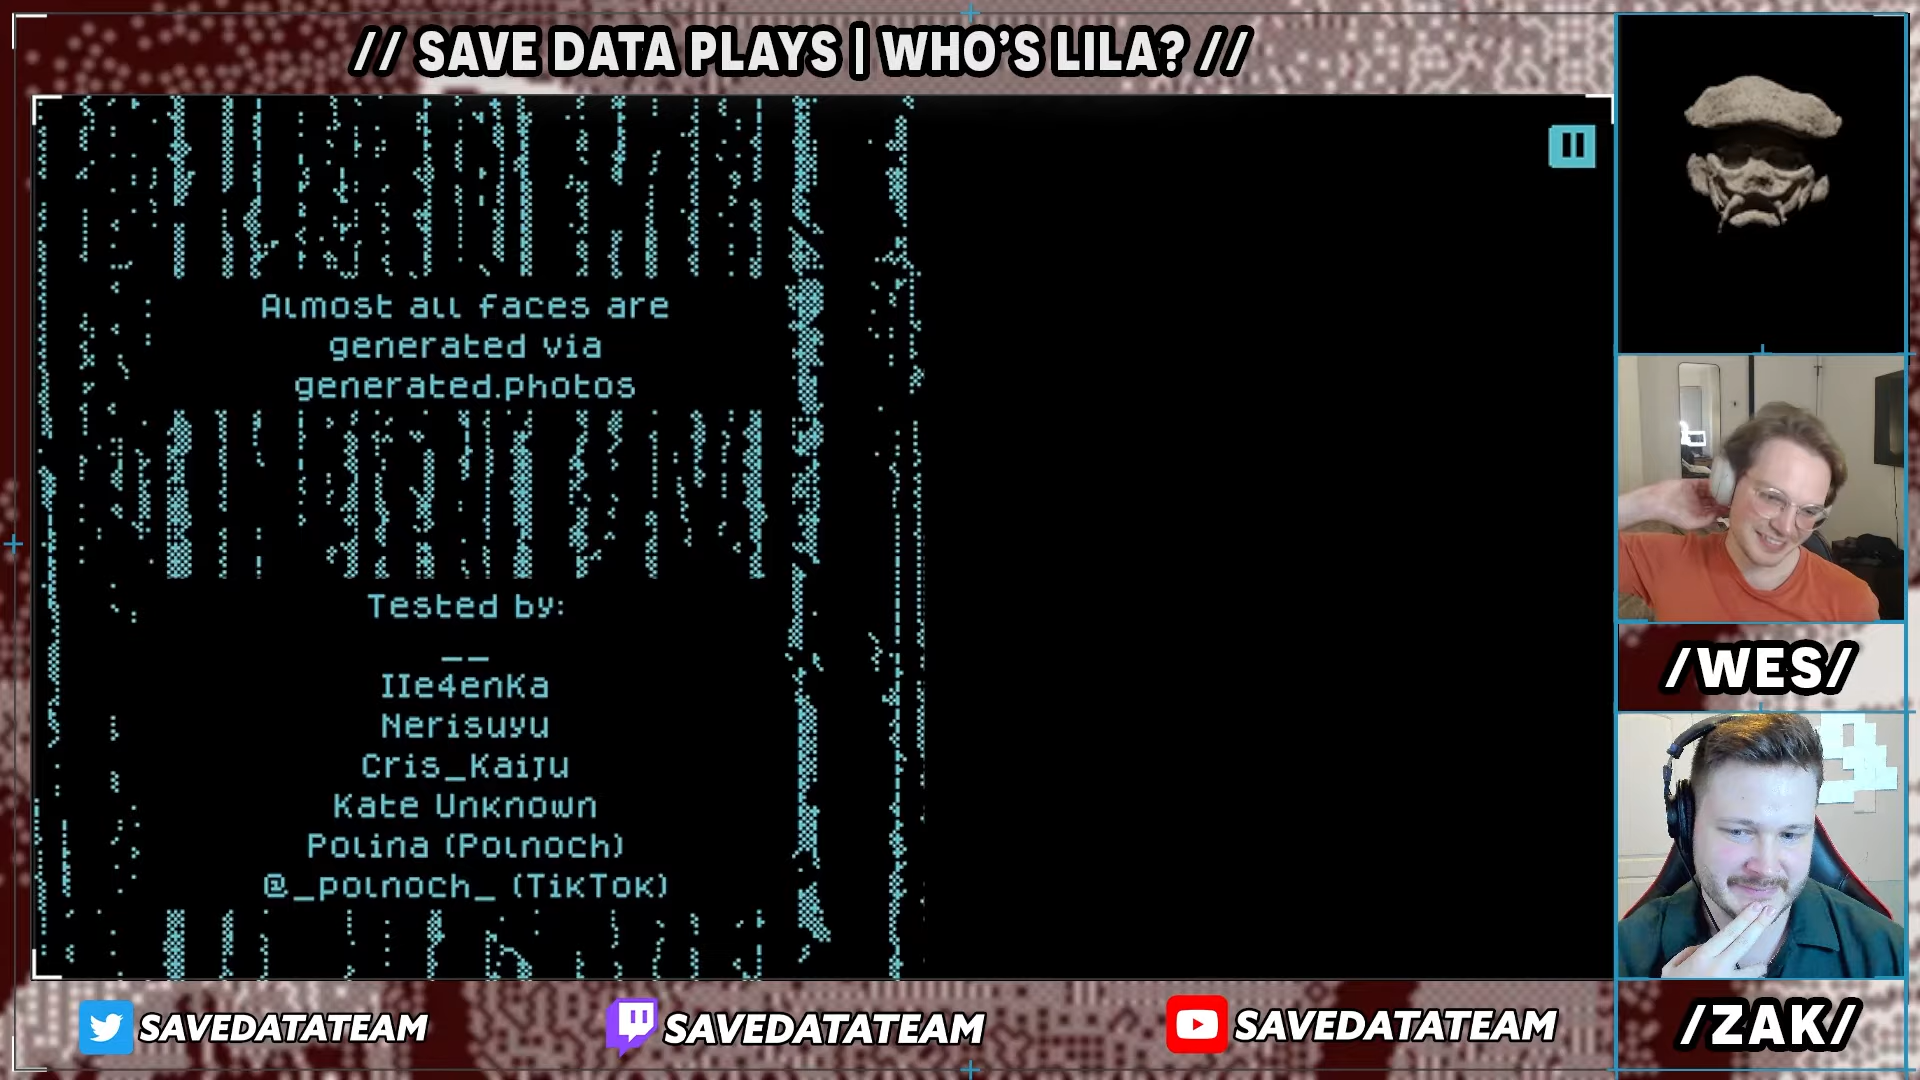 // SAVE DATA PLAYS | WHO'S LILA? //
Almost all faces are
generated via
generated.photos
Tested by:
__
IIe4enKa
Nerisuyu
Cris_Kaiju
Kate Unknown
Polina (Polnoch)
@_polnoch_ (TikTok)
/WES/
/ZAK/
SAVEDATATEAM
SAVEDATATEAM
SAVEDATATEAM